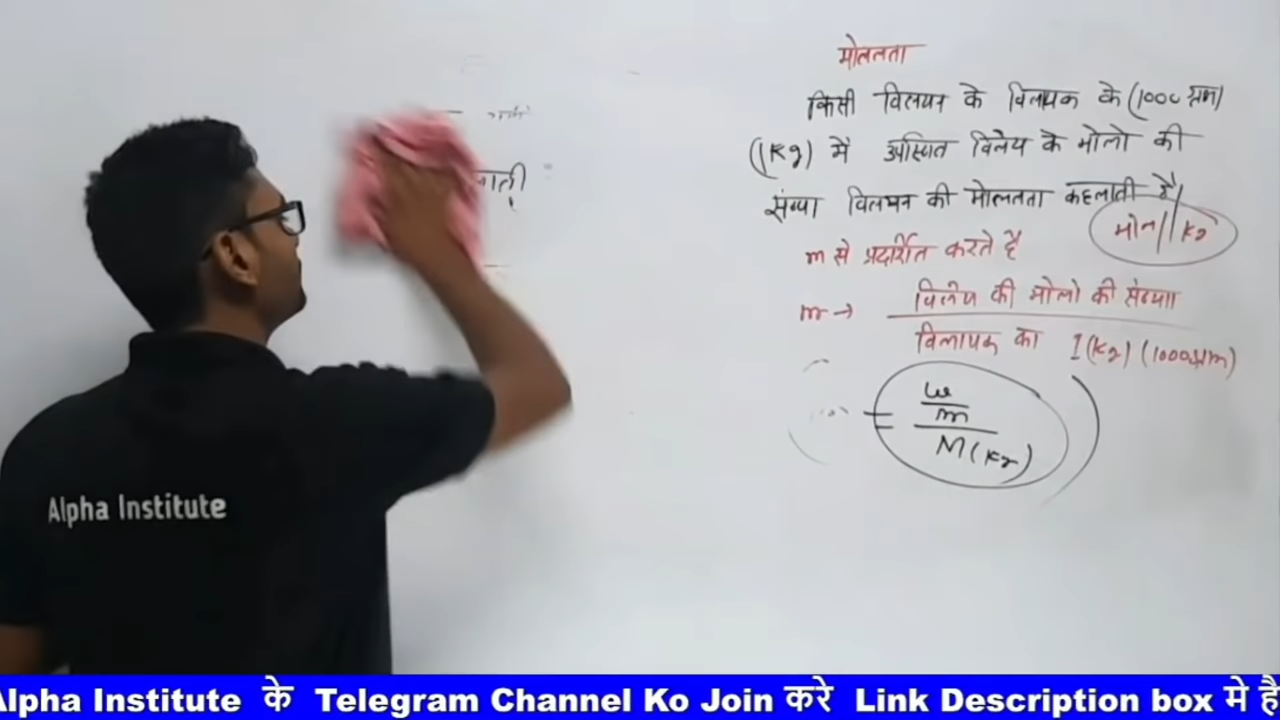 मोललता
किसी विलयन के विलायक के (1000 ग्राम)
(1Kg) में उपस्थित विलेय के मोलो की
संख्या विलयन की मोललता कहलाती है
मोल//Kg
m से प्रदर्शित करते है
m → विलेय की मोलो की संख्या
विलायक का 1(Kg) (1000ग्राम)
= w
m
M(Kg)
Alpha Institute
Alpha Institute के Telegram Channel Ko Join करे Link Description box मे है